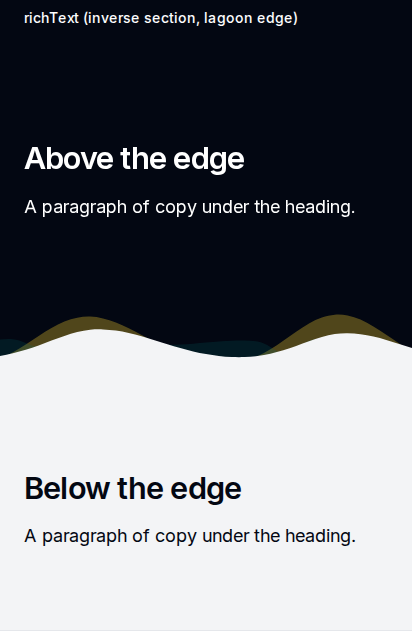 richText (inverse section, lagoon edge)
Above the edge
A paragraph of copy under the heading.
Below the edge
A paragraph of copy under the heading.